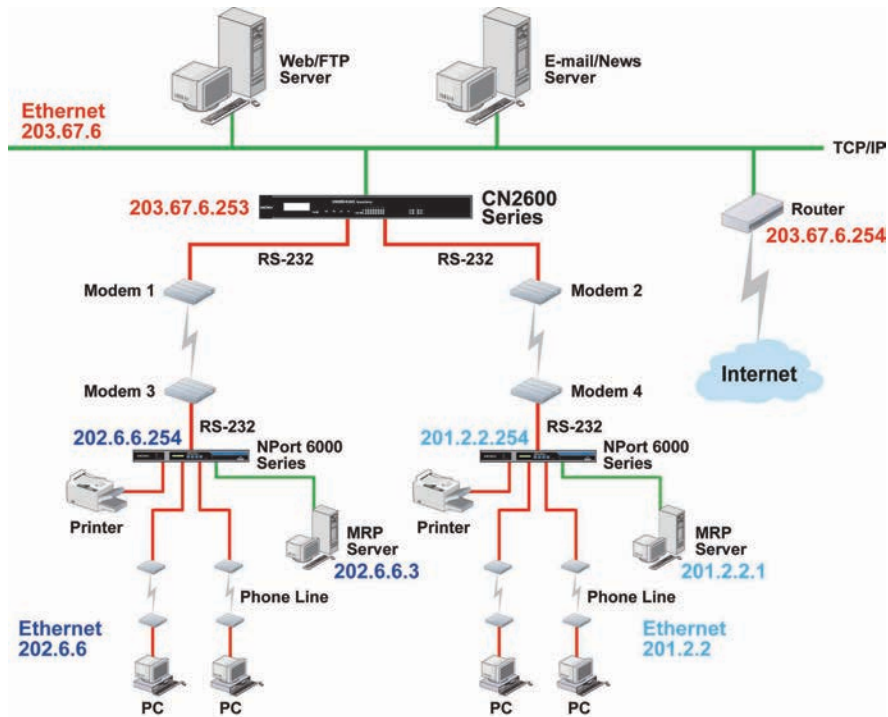 Web/FTP
Server
E-mail/News
Server
Ethernet
203.67.6
TCP/IP
203.67.6.253
CN2600
Series
Router
203.67.6.254
RS-232
RS-232
Modem 1
Modem 2
Internet
Modem 3
Modem 4
RS-232
RS-232
202.6.6.254
NPort 6000
Series
201.2.2.254
NPort 6000
Series
Printer
MRP
Server
202.6.6.3
Printer
MRP
Server
201.2.2.1
Phone Line
Phone Line
Ethernet
202.6.6
Ethernet
201.2.2
PC
PC
PC
PC